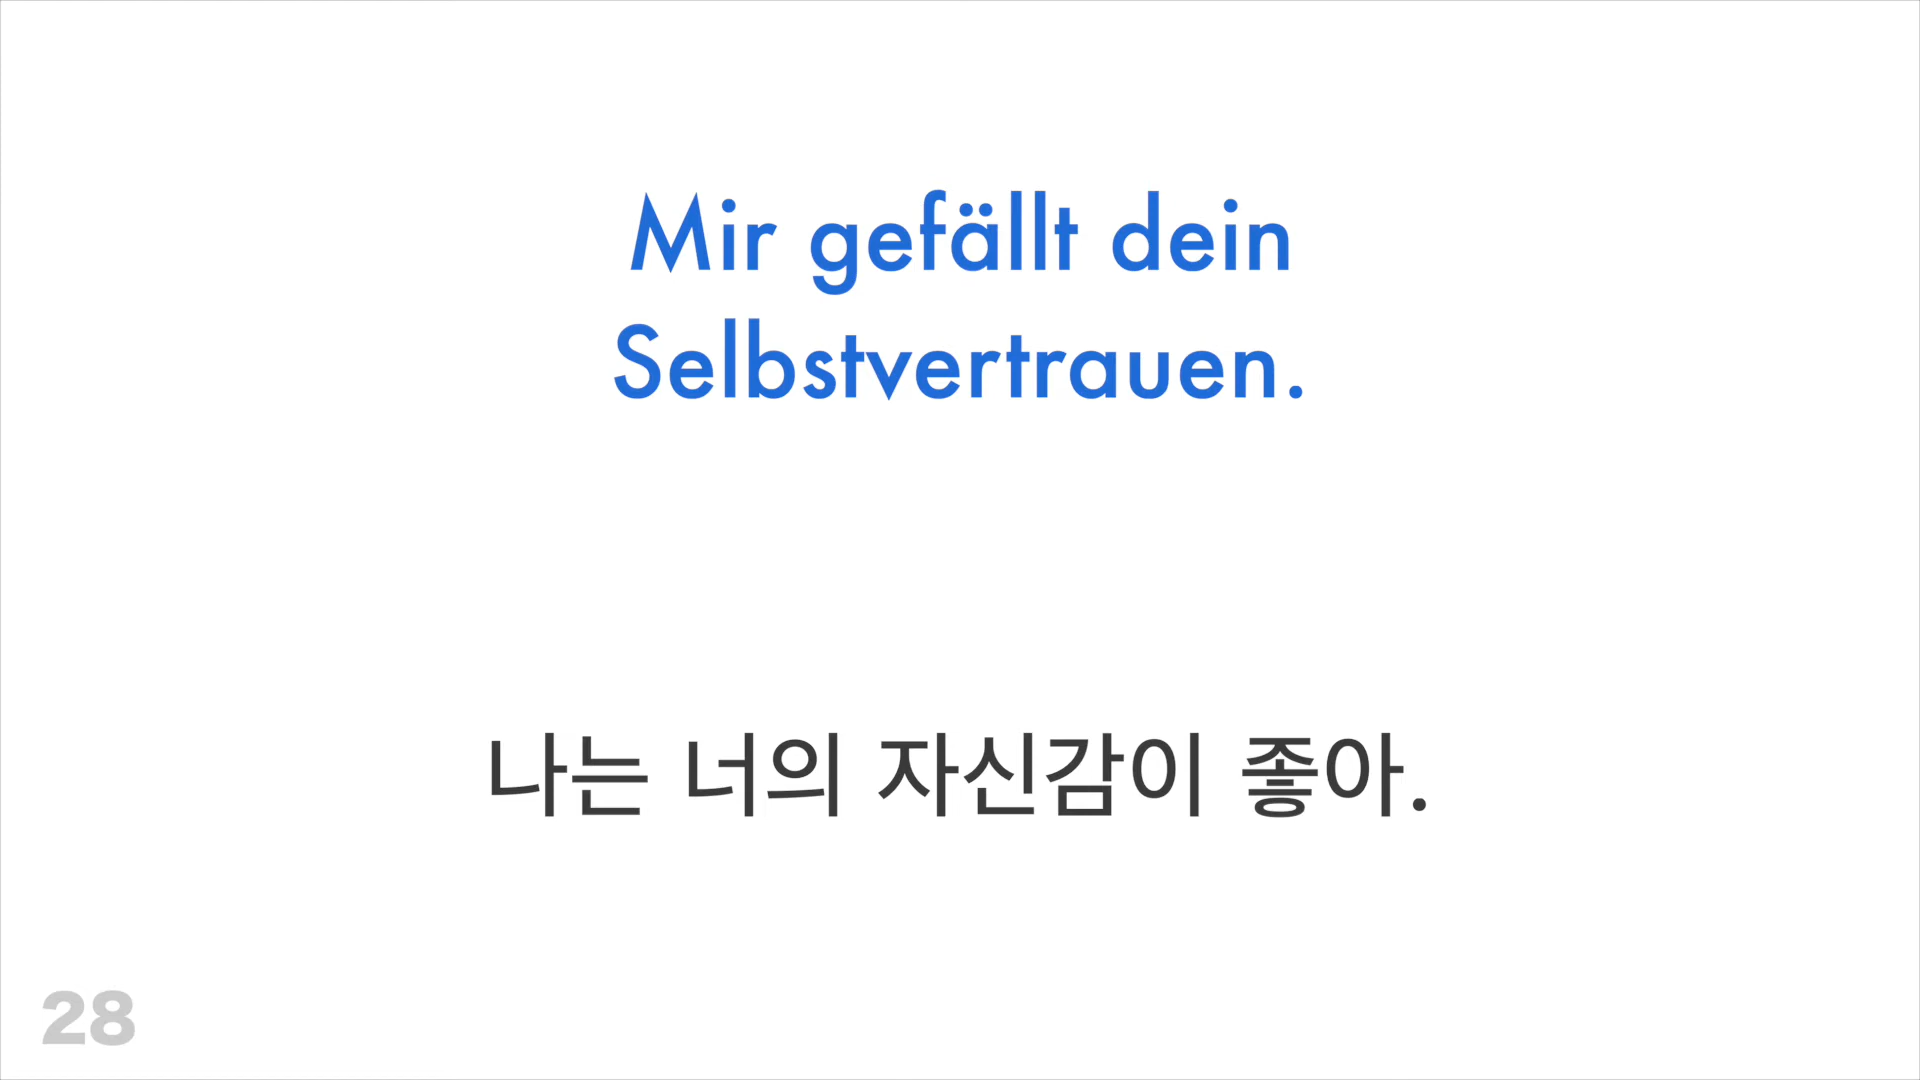 Mir gefällt dein
Selbstvertrauen.
나는 너의 자신감이 좋아.
28